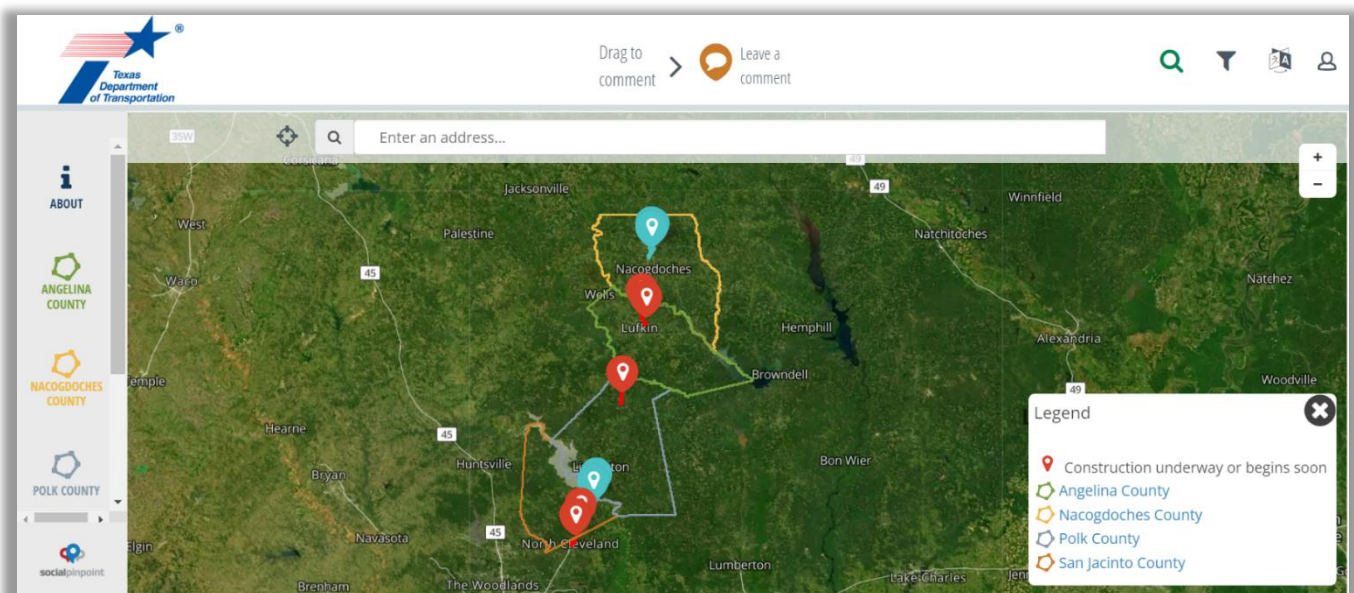 ®
Texas
Department
of Transportation
Drag to
comment
Leave a
comment
35W
Enter an address...
Corsicana
49
ABOUT
ANGELINA
COUNTY
NACOGDOCHES
COUNTY
POLK COUNTY
socialpinpoint
+
−
Jacksonville
49
Winnfield
West
Palestine
Natchitoches
45
Nacogdoches
Natchez
Waco
Wells
Lufkin
Hemphill
Alexandria
Browndell
Woodville
49
Hearne
45
Huntsville
Bryan
Bon Wier
Navasota
45
North Cleveland
Elgin
Lumberton
Brenham
The Woodlands
Lake Charles
Legend
Construction underway or begins soon
Angelina County
Nacogdoches County
Polk County
San Jacinto County